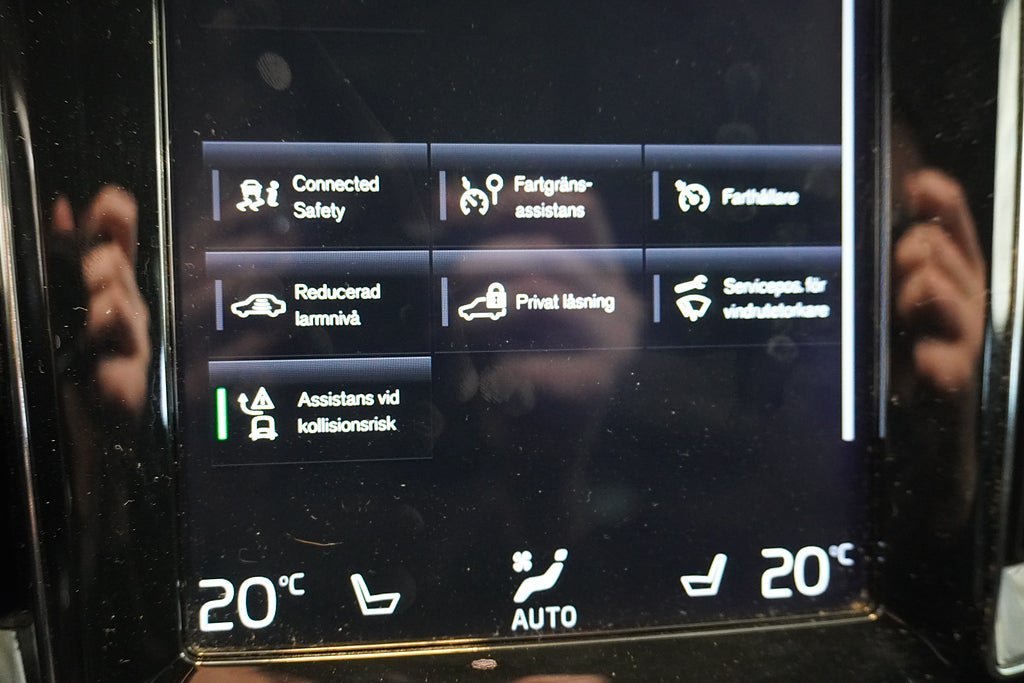 Connected
Safety
Fartgräns-
assistans
Farthållare
Reducerad
larmnivå
Privat låsning
Servicepos. för
vindrutetorkare
Assistans vid
kollisionsrisk
20°C
AUTO
20°C